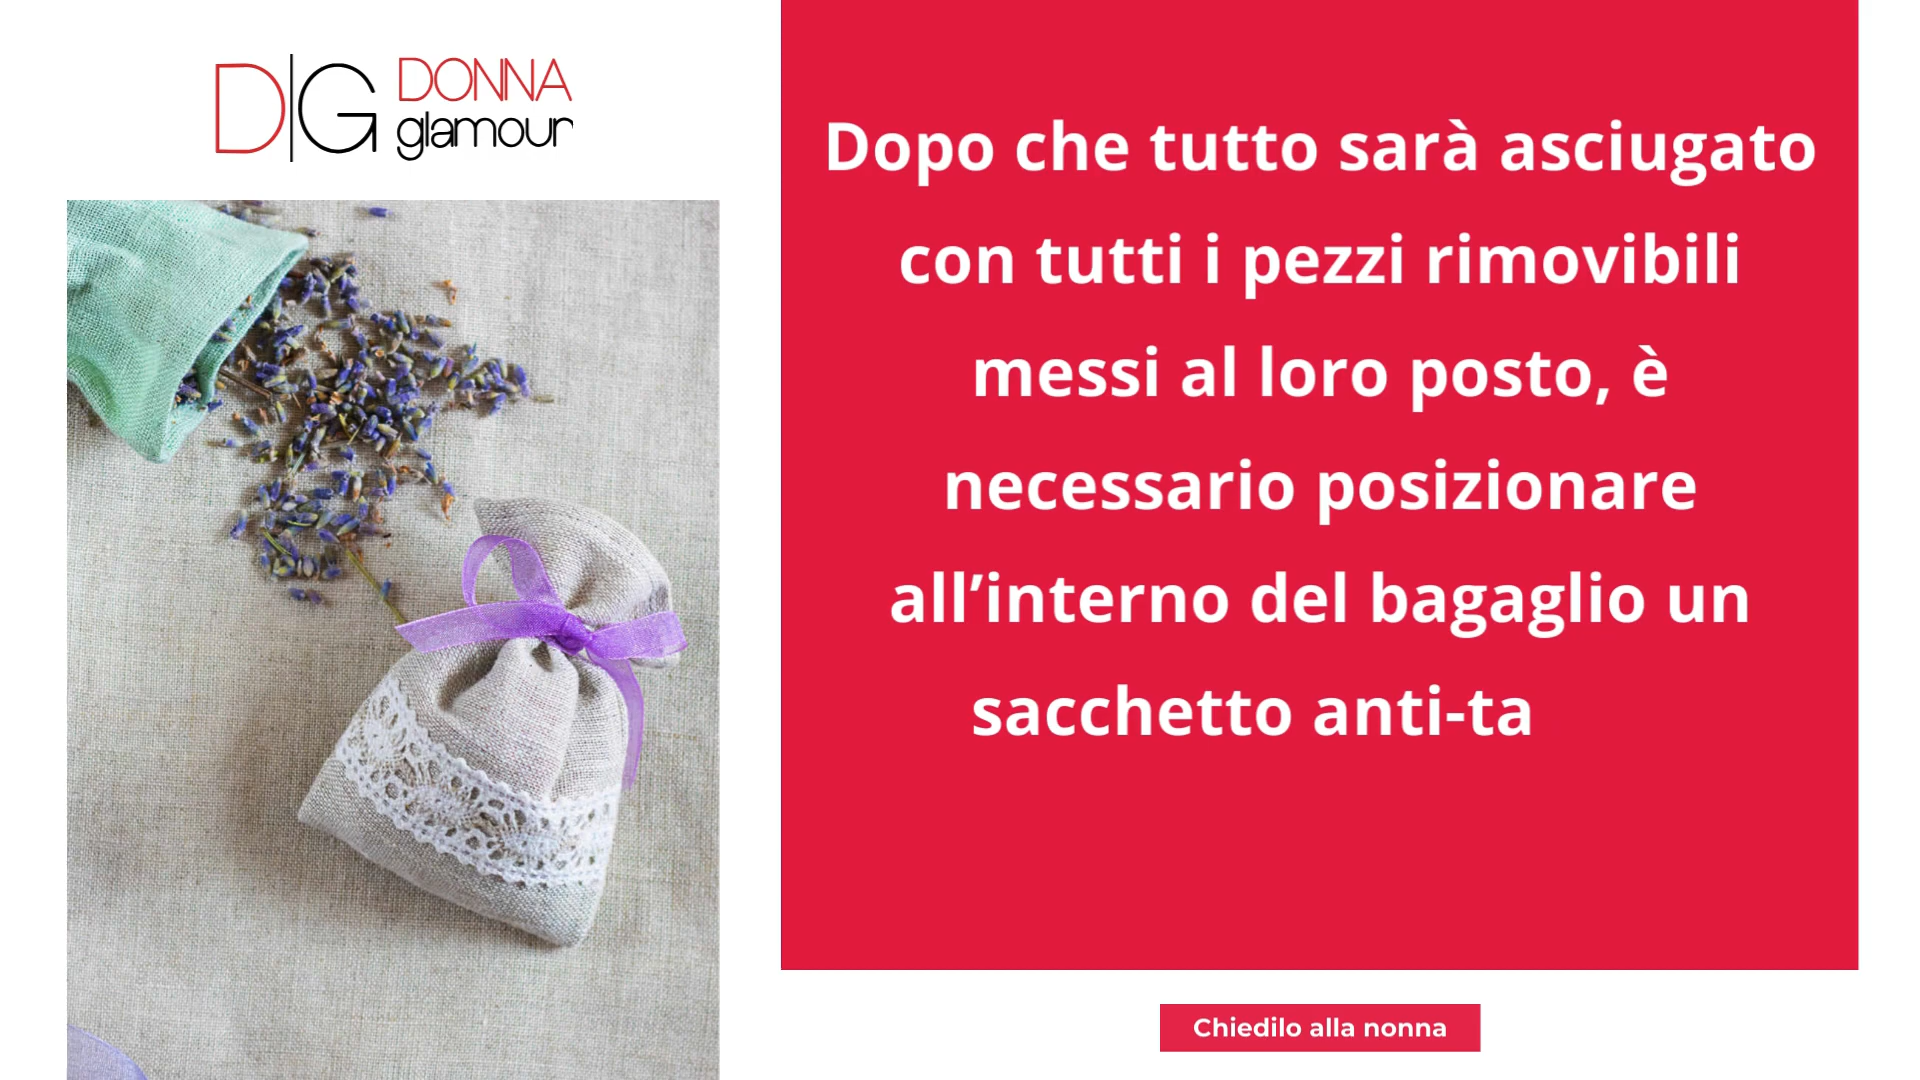 D|G DONNA
glamour
Dopo che tutto sarà asciugato
con tutti i pezzi rimovibili
messi al loro posto, è
necessario posizionare
all’interno del bagaglio un
sacchetto anti-ta
Chiedilo alla nonna